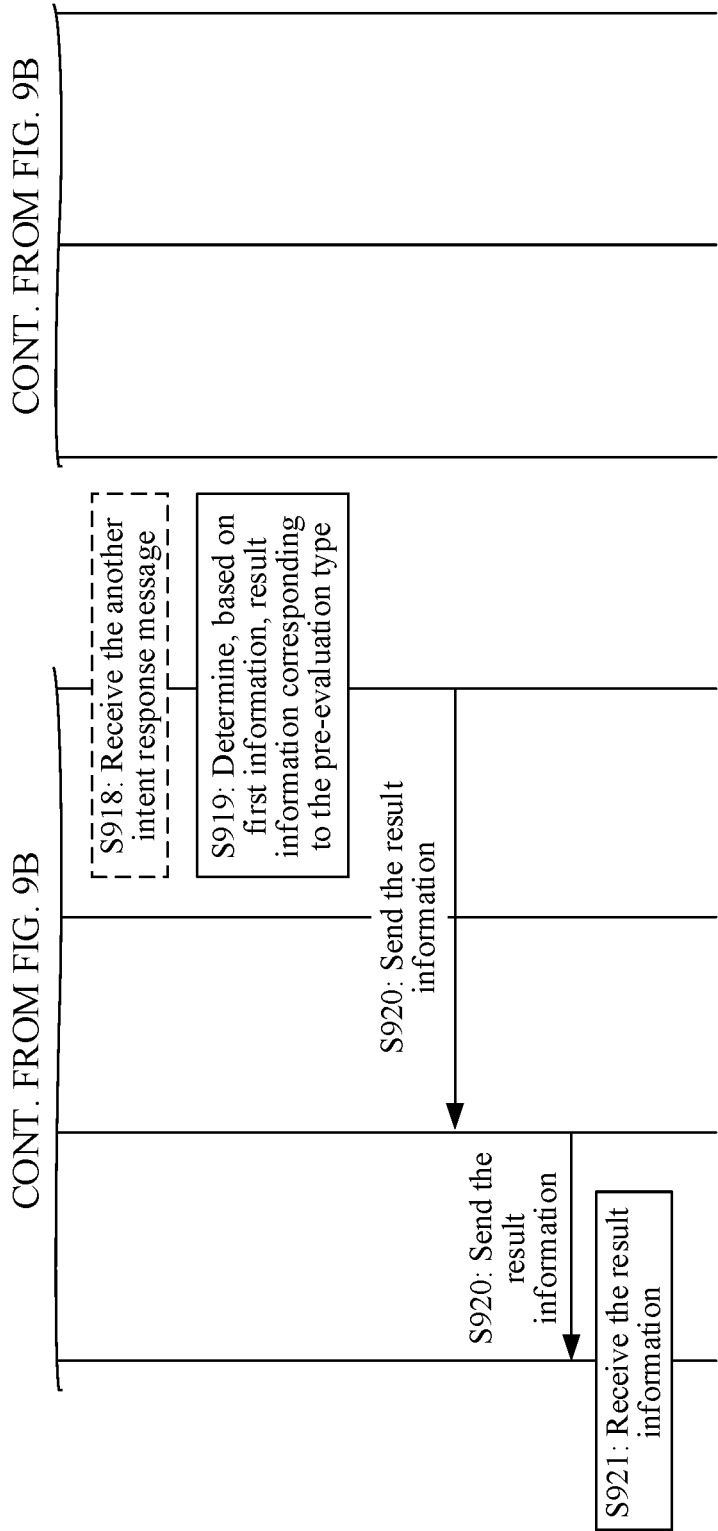 CONT. FROM FIG. 9B
CONT. FROM FIG. 9B
S918: Receive the another
intent response message
S919: Determine, based on
first information, result
information corresponding
to the pre-evaluation type
S920: Send the result
information
S920: Send the
result
information
S921: Receive the result
information